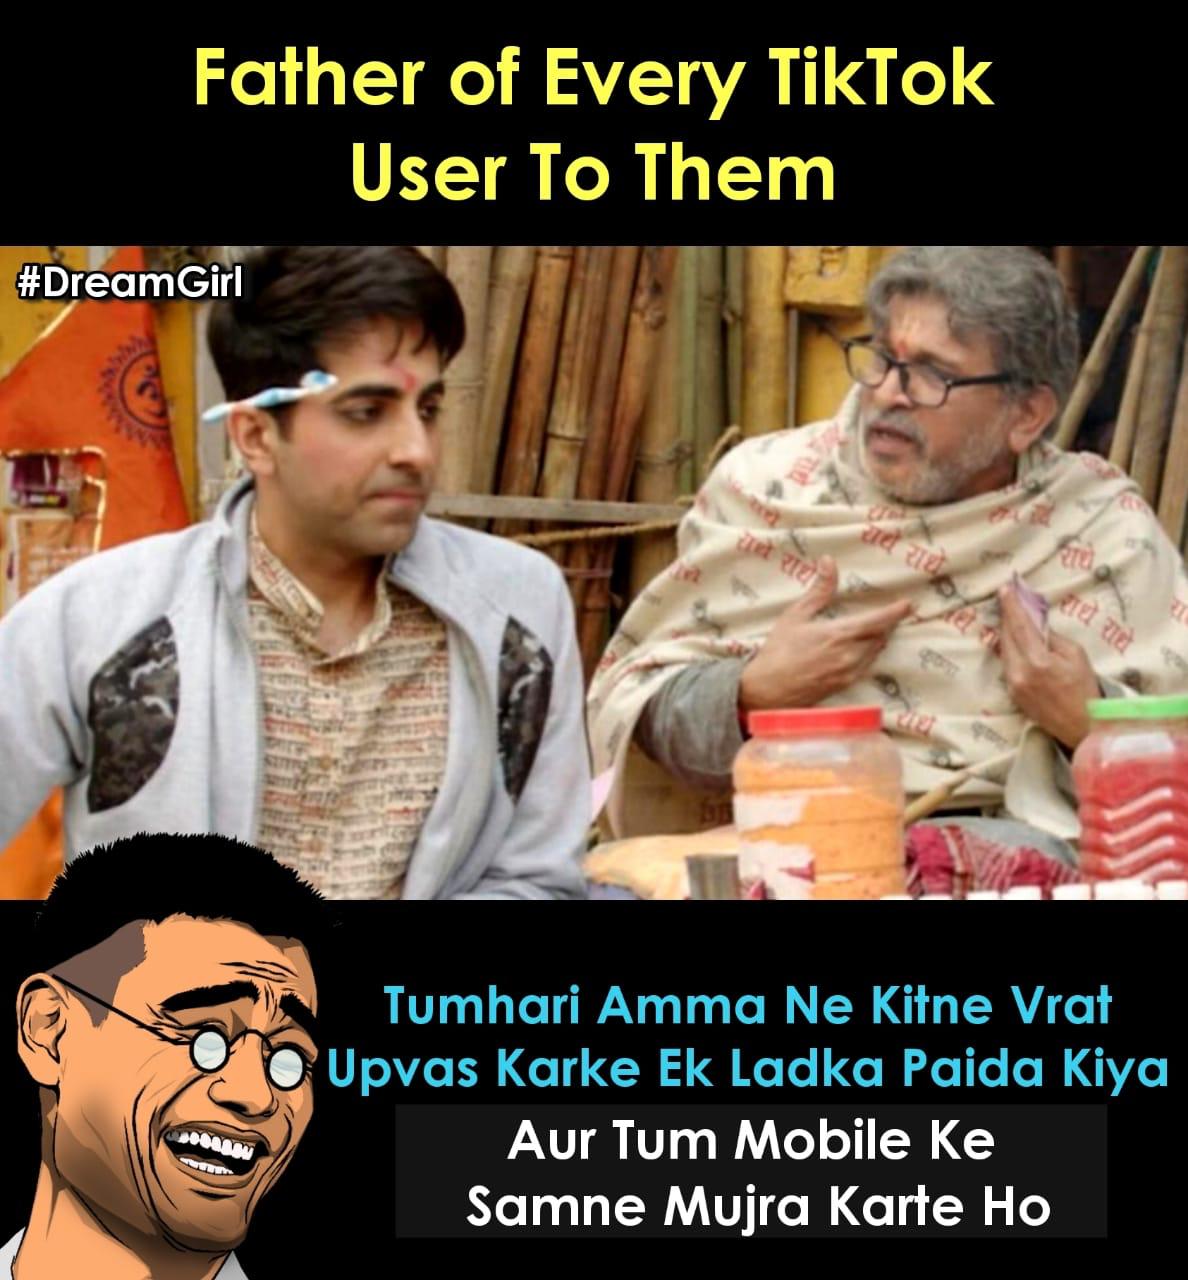 Father of Every TikTok
User To Them
#DreamGirl
राधे राधे
राधे
राधे राधे
राधे
Tumhari Amma Ne Kitne Vrat
Upvas Karke Ek Ladka Paida Kiya
Aur Tum Mobile Ke
Samne Mujra Karte Ho